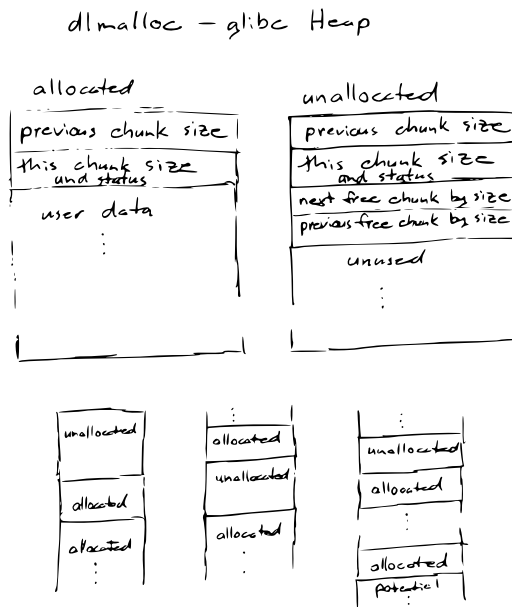 dlmalloc – glibc Heap
allocated
previous chunk size
this chunk size
and status
user data
unallocated
previous chunk size
this chunk size
and status
next free chunk by size
previous free chunk by size
unused
unallocated
allocated
allocated
allocated
unallocated
allocated
unallocated
allocated
allocated
potential